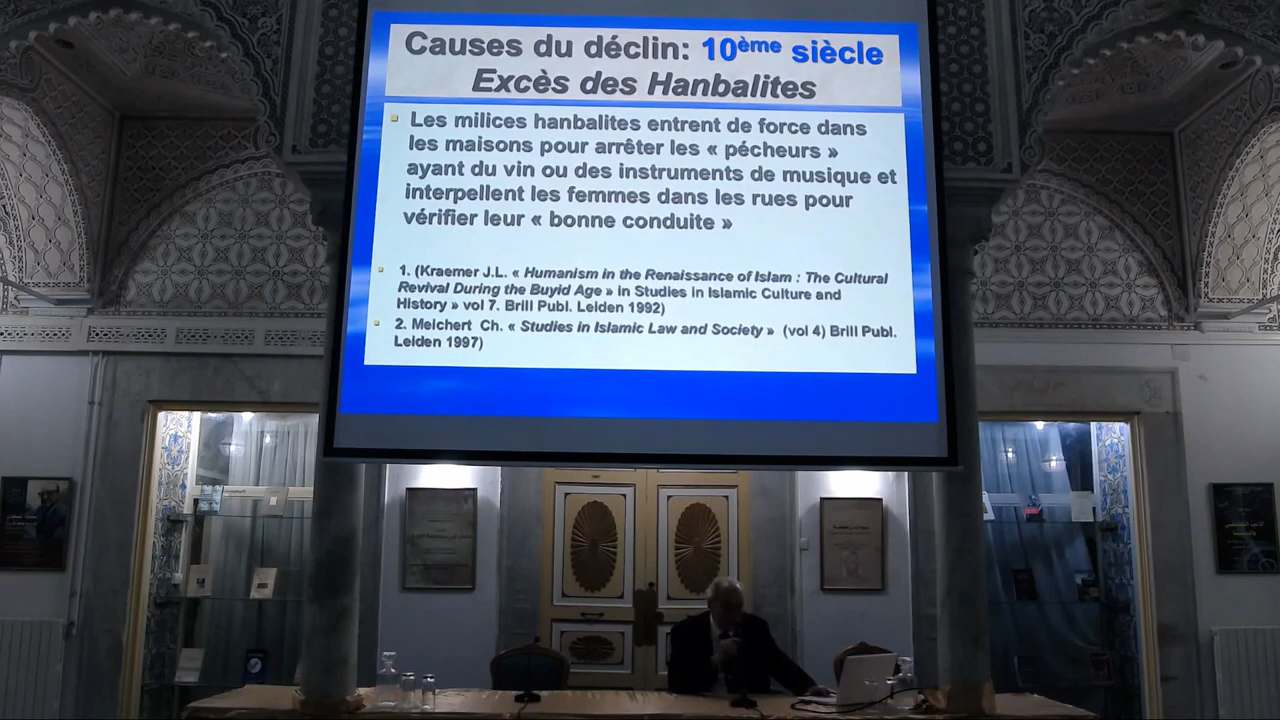 Causes du déclin: 10ème siècle
Excès des Hanbalites
Les milices hanbalites entrent de force dans
les maisons pour arrêter les « pécheurs »
ayant du vin ou des instruments de musique et
interpellent les femmes dans les rues pour
vérifier leur « bonne conduite »
1. (Kraemer J.L. « Humanism in the Renaissance of Islam : The Cultural
Revival During the Buyid Age » in Studies in Islamic Culture and
History » vol 7. Brill Publ. Leiden 1992)
2. Melchert Ch. « Studies in Islamic Law and Society » (vol 4) Brill Publ.
Leiden 1997)